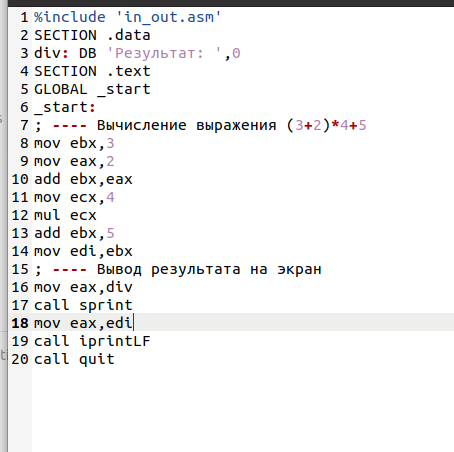 1 %include 'in_out.asm'
2 SECTION .data
3 div: DB 'Результат: ',0
4 SECTION .text
5 GLOBAL _start
6 _start:
7 ; ---- Вычисление выражения (3+2)*4+5
8 mov ebx,3
9 mov eax,2
10 add ebx,eax
11 mov ecx,4
12 mul ecx
13 add ebx,5
14 mov edi,ebx
15 ; ---- Вывод результата на экран
16 mov eax,div
17 call sprint
18 mov eax,edi
19 call iprintLF
20 call quit